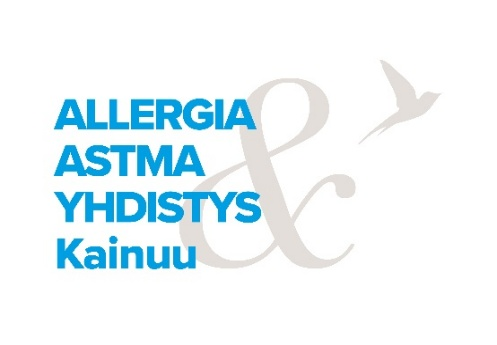 ALLERGIA
ASTMA
YHDISTYS
Kainuu
&